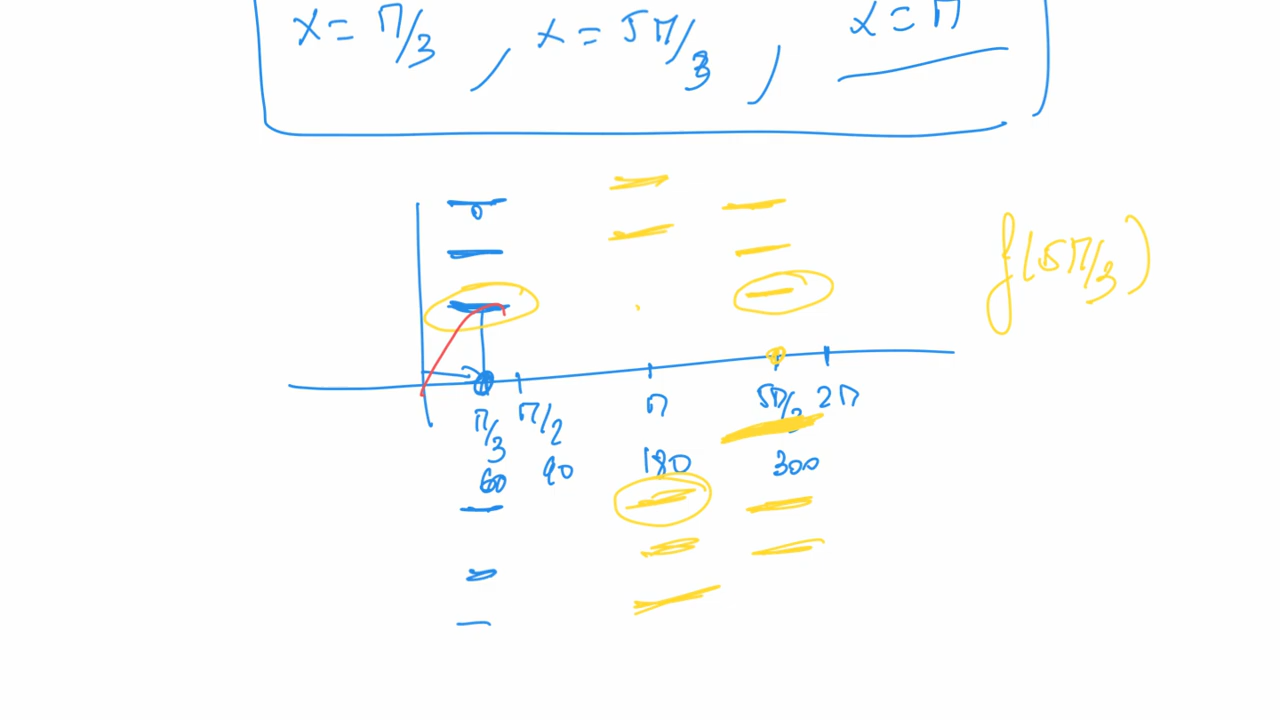 x = π/3 , x = 5π/3 , x = π
f(5π/3)
π/3 π/2 π 5π/3 2π
60 90 180 300